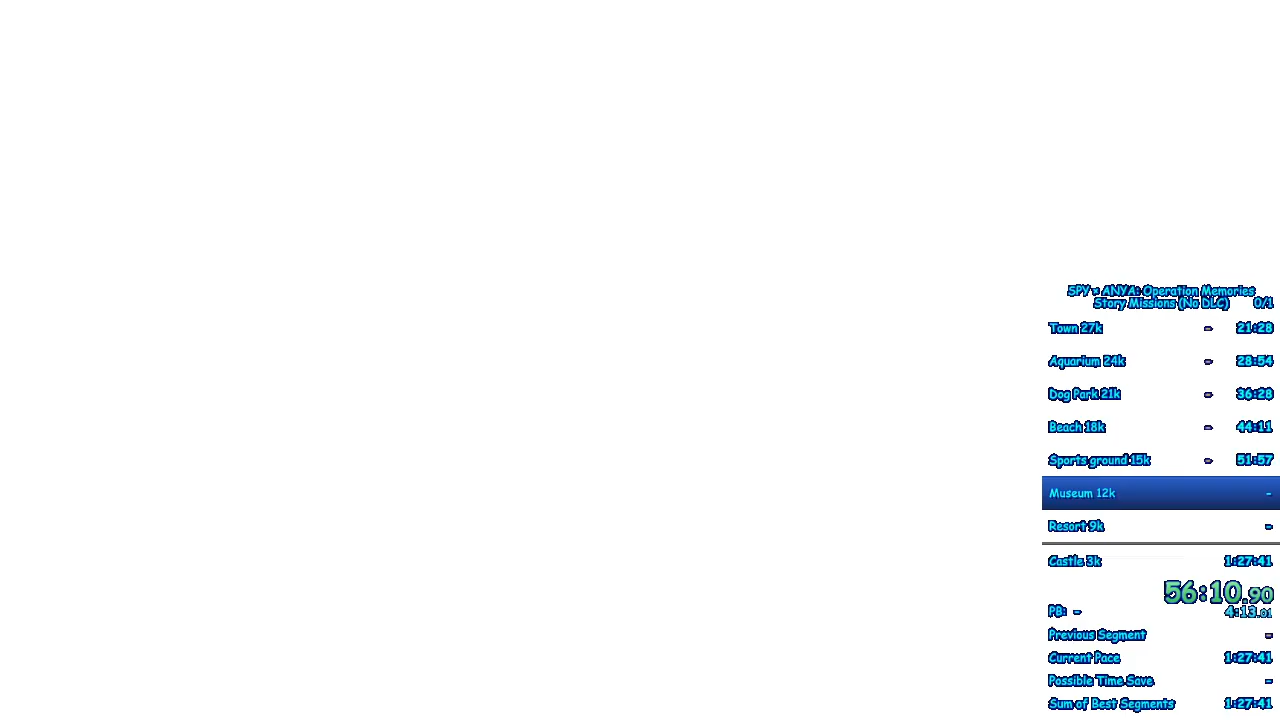 SPY × ANYA: Operation Memories
Story Missions (No DLC) 0/1
Town 27k - 21:28
Aquarium 24k - 28:54
Dog Park 21k - 36:28
Beach 18k - 44:11
Sports ground 15k - 51:57
Museum 12k -
Resort 9k -
Castle 3k 1:27:41
56:10.90
PB: - 4:13.01
Previous Segment -
Current Pace 1:27:41
Possible Time Save -
Sum of Best Segments 1:27:41